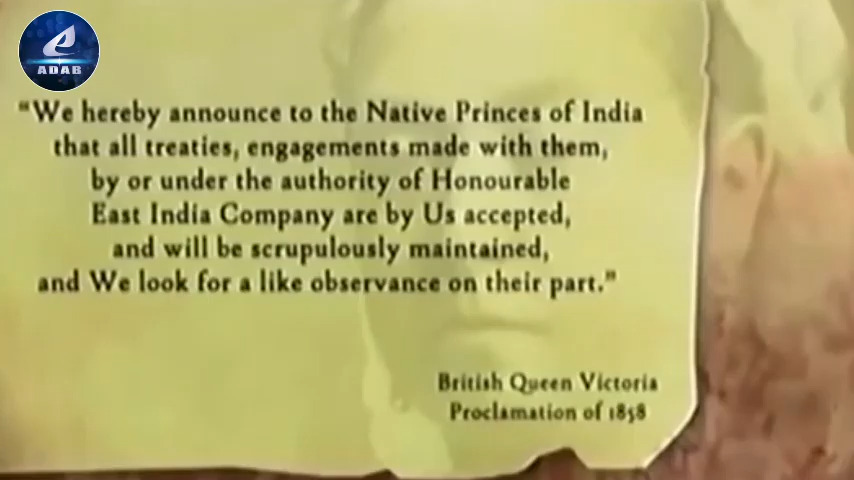 e
ADAB
"We hereby announce to the Native Princes of India
that all treaties, engagements made with them,
by or under the authority of Honourable
East India Company are by Us accepted,
and will be scrupulously maintained,
and We look for a like observance on their part."
British Queen Victoria
Proclamation of 1858